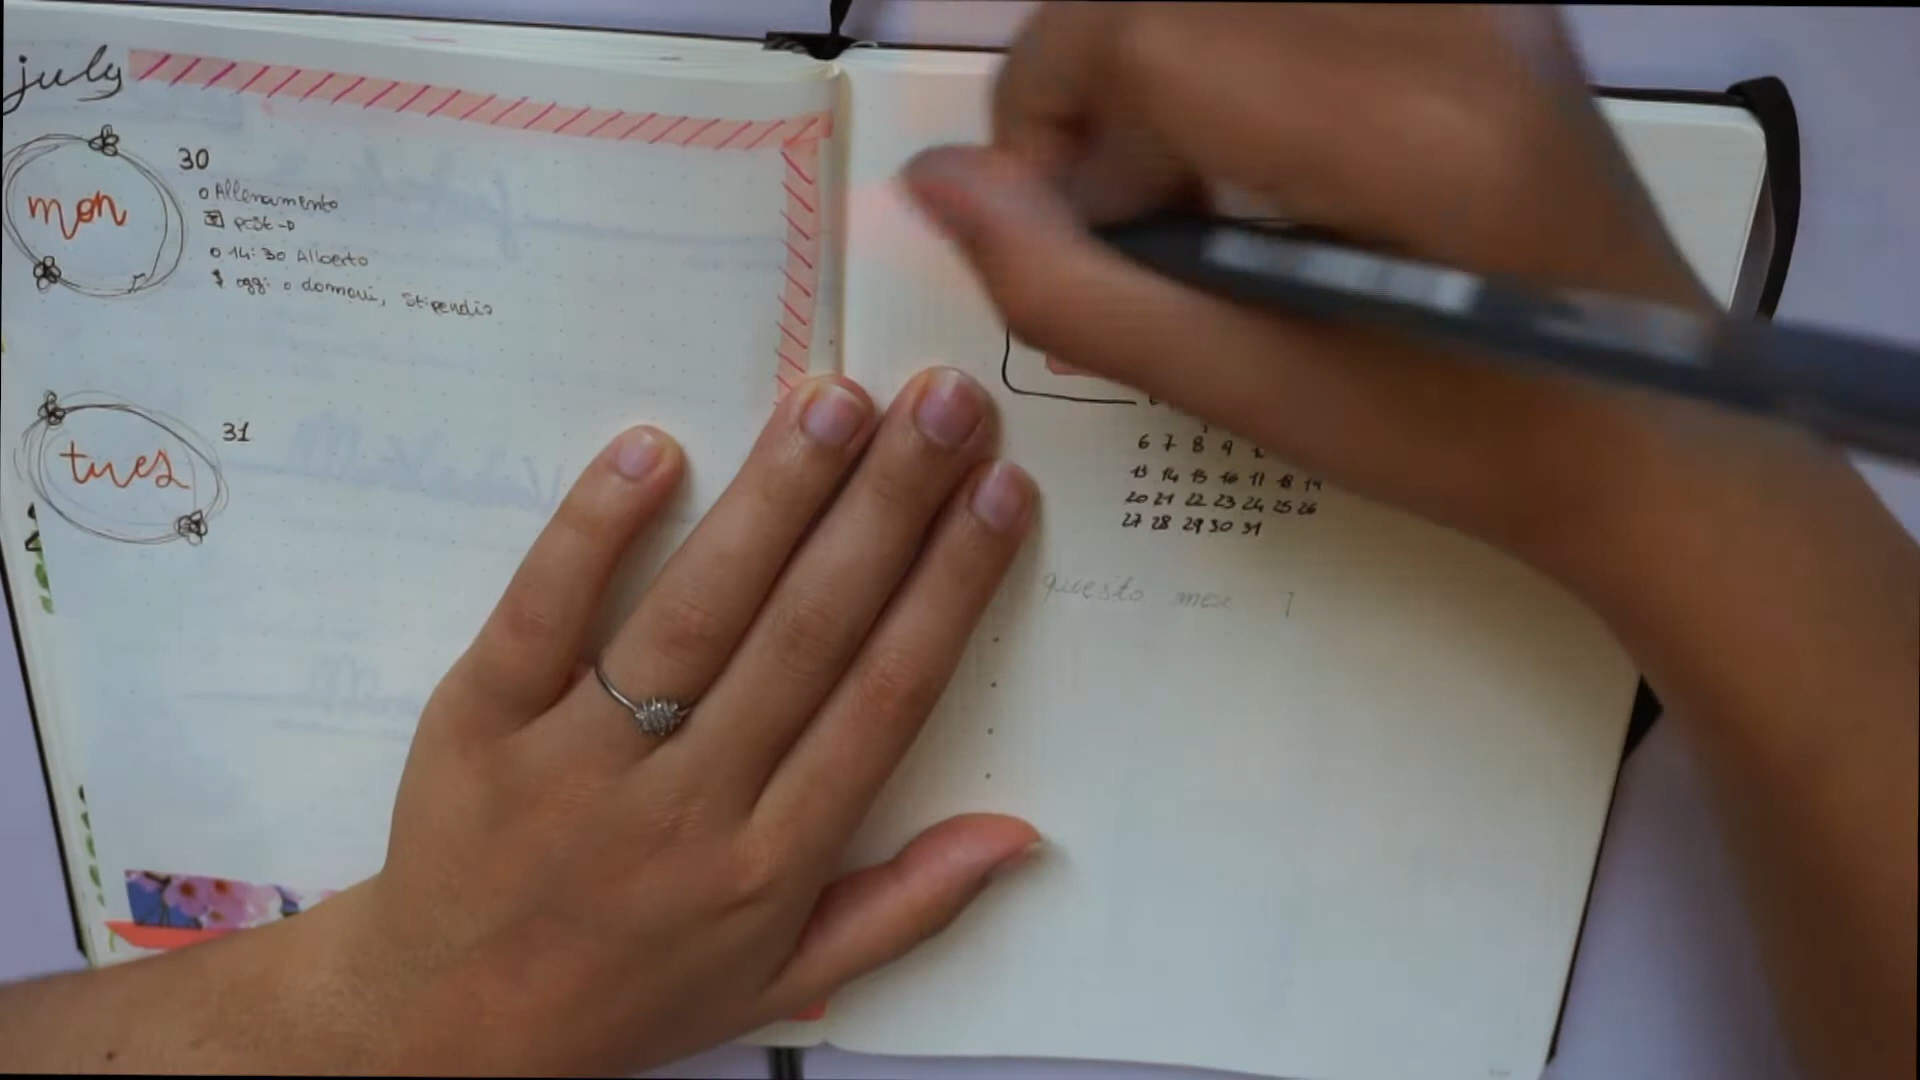 july
mon
30
o Allenamento
post-p
o 14:30 Alberto
$ oggi o domani, stipendio
tues
31
6 7 8 9
13 14 15 16 17 18 19
20 21 22 23 24 25 26
27 28 29 30 31
questo mese